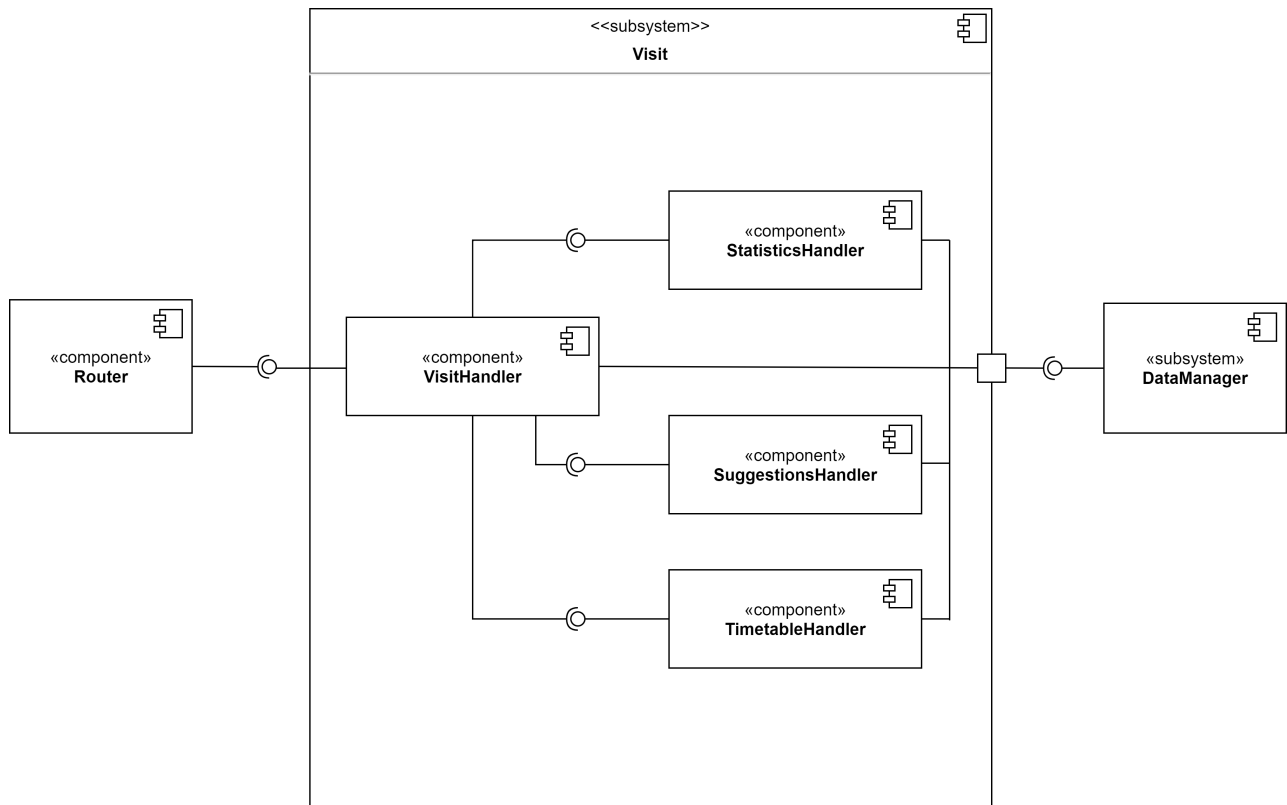 <<subsystem>>
Visit
«component»
StatisticsHandler
«component»
Router
«component»
VisitHandler
«subsystem»
DataManager
«component»
SuggestionsHandler
«component»
TimetableHandler